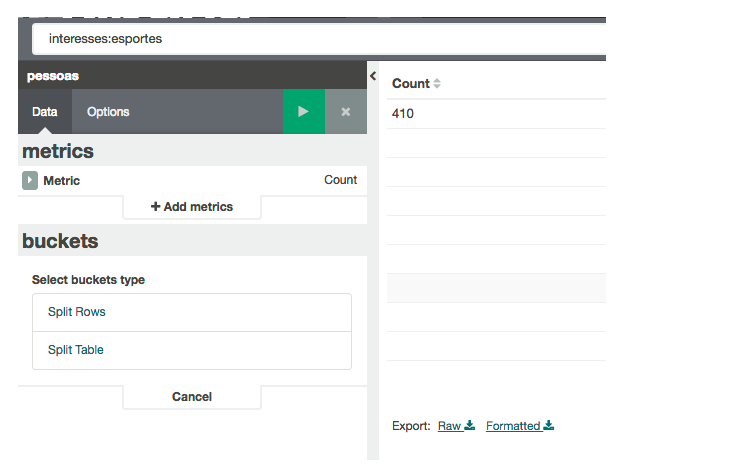 interesses:esportes
pessoas
Data Options
metrics
Metric Count
+ Add metrics
buckets
Select buckets type
Split Rows
Split Table
Cancel
Count
410
Export: Raw Formatted